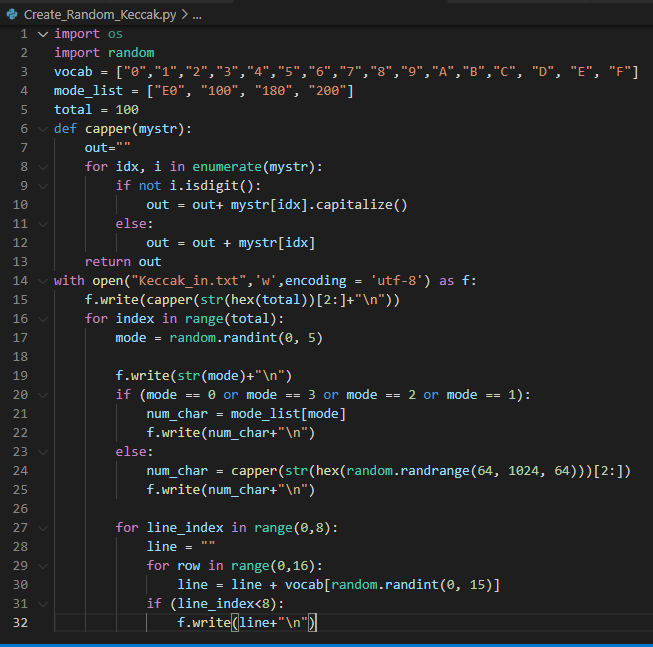 Create_Random_Keccak.py > ...
1 import os
2 import random
3 vocab = ["0","1","2","3","4","5","6","7","8","9","A","B","C", "D", "E", "F"]
4 mode_list = ["E0", "100", "180", "200"]
5 total = 100
6 def capper(mystr):
7     out=""
8     for idx, i in enumerate(mystr):
9         if not i.isdigit():
10             out = out+ mystr[idx].capitalize()
11         else:
12             out = out + mystr[idx]
13     return out
14 with open("Keccak_in.txt",'w',encoding = 'utf-8') as f:
15     f.write(capper(str(hex(total))[2:]+"\n"))
16     for index in range(total):
17         mode = random.randint(0, 5)
18
19         f.write(str(mode)+"\n")
20         if (mode == 0 or mode == 3 or mode == 2 or mode == 1):
21             num_char = mode_list[mode]
22             f.write(num_char+"\n")
23         else:
24             num_char = capper(str(hex(random.randrange(64, 1024, 64)))[2:])
25             f.write(num_char+"\n")
26
27         for line_index in range(0,8):
28             line = ""
29             for row in range(0,16):
30                 line = line + vocab[random.randint(0, 15)]
31             if (line_index<8):
32                 f.write(line+"\n")